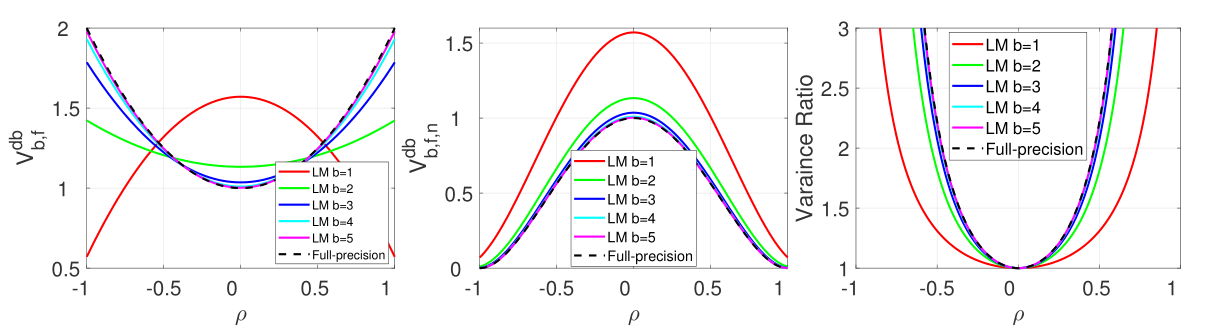 2
1.5
1
0.5
-1
-0.5
0
0.5
1
ρ
V^db_b,f
LM b=1
LM b=2
LM b=3
LM b=4
LM b=5
Full-precision
1.5
1
0.5
0
-1
-0.5
0
0.5
1
ρ
V^db_b,f,n
LM b=1
LM b=2
LM b=3
LM b=4
LM b=5
Full-precision
3
2.5
2
1.5
1
-1
-0.5
0
0.5
1
ρ
Varaince Ratio
LM b=1
LM b=2
LM b=3
LM b=4
LM b=5
Full-precision